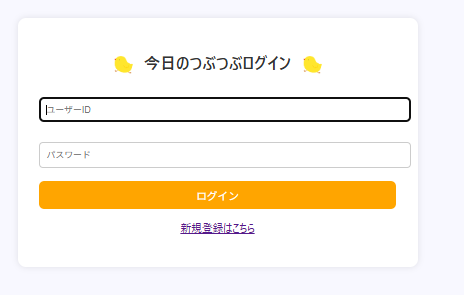 今日のつぶつぶログイン
ユーザーID
パスワード
ログイン
新規登録はこちら